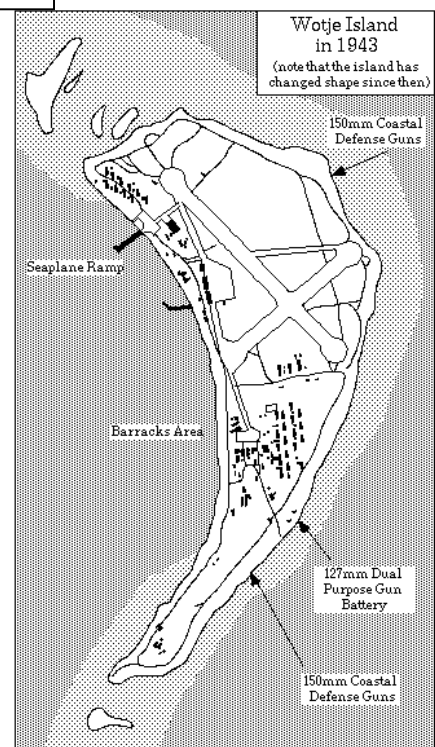 Wotje Island
in 1943
(note that the island has
changed shape since then)
150mm Coastal
Defense Guns
Seaplane Ramp
Barracks Area
127mm Dual
Purpose Gun
Battery
150mm Coastal
Defense Guns